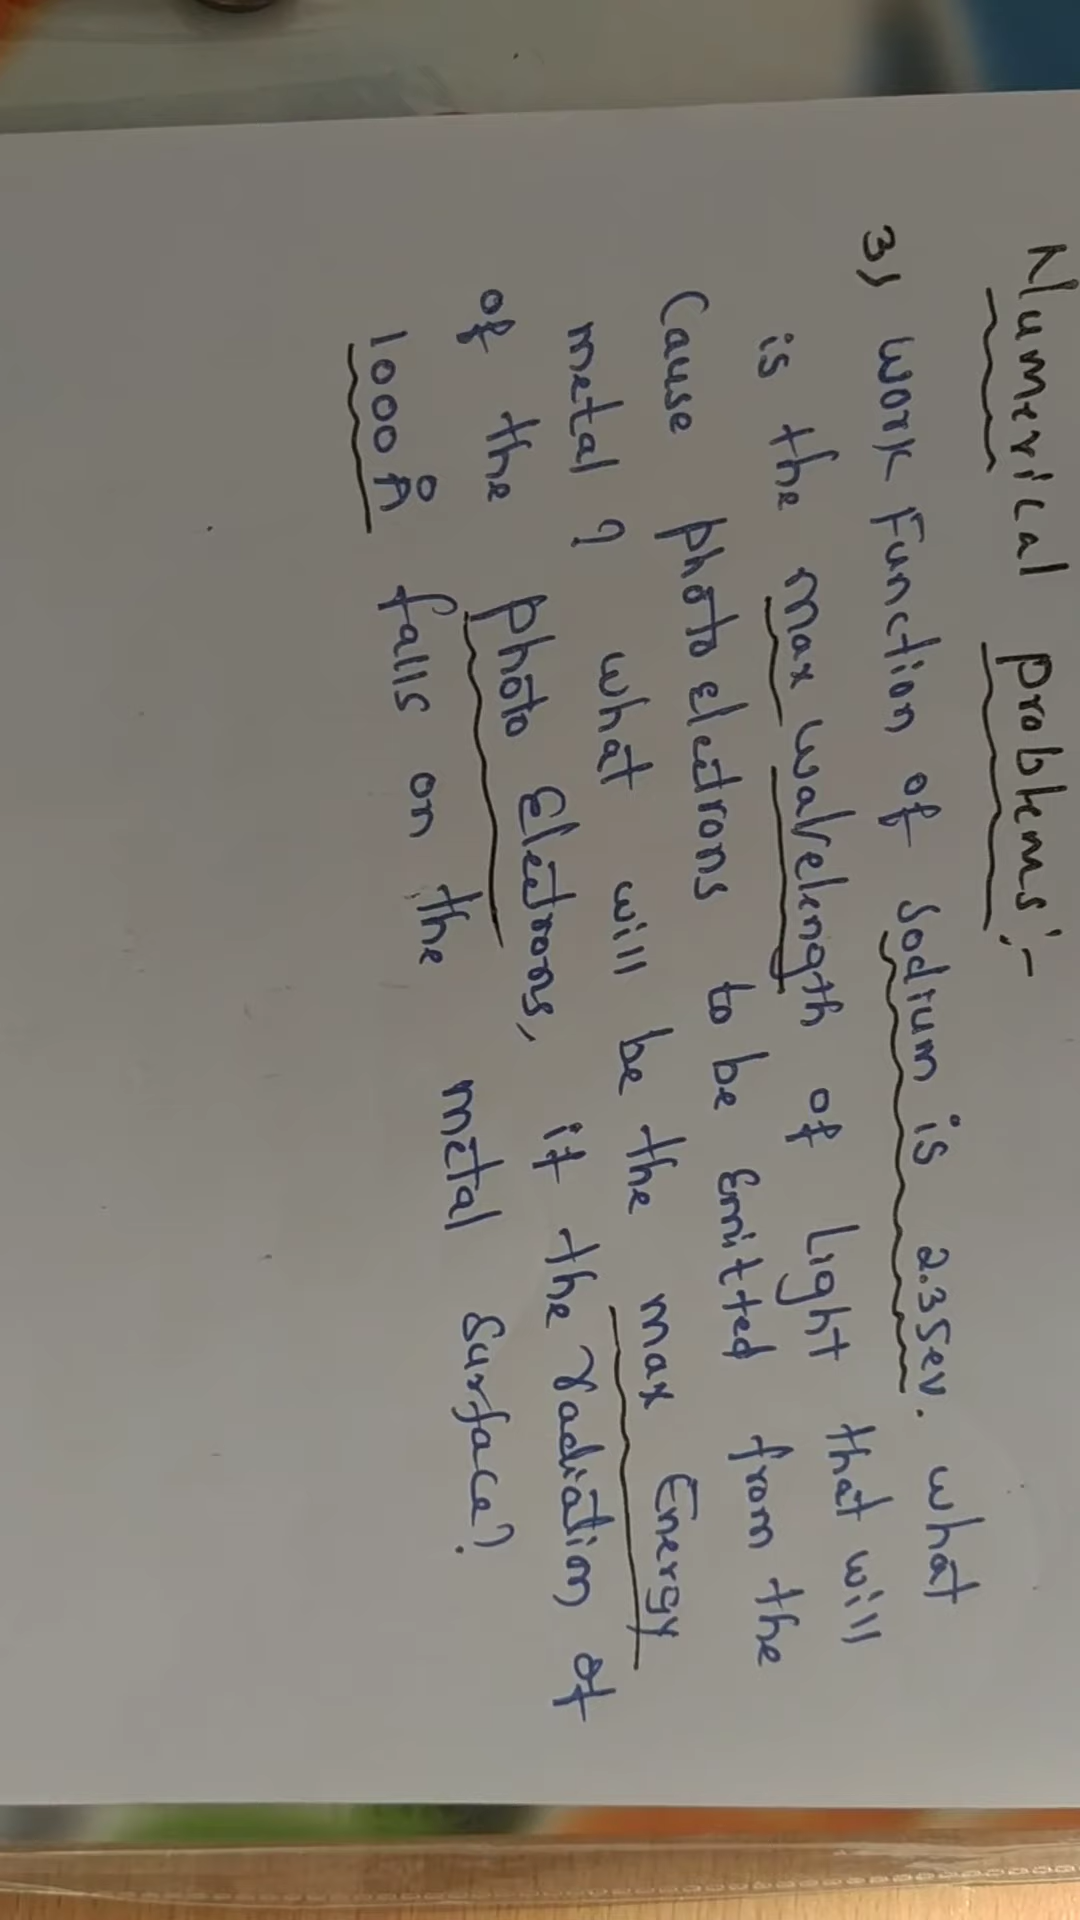 Numerical problems:-
3) Work Function of Sodium is 2.35ev. what
is the max wavelength of Light that will
Cause photo electrons to be Emitted from the
metal? what will be the max Energy
of the photo Electrons, if the radiation of
1000 Å falls on the metal surface?